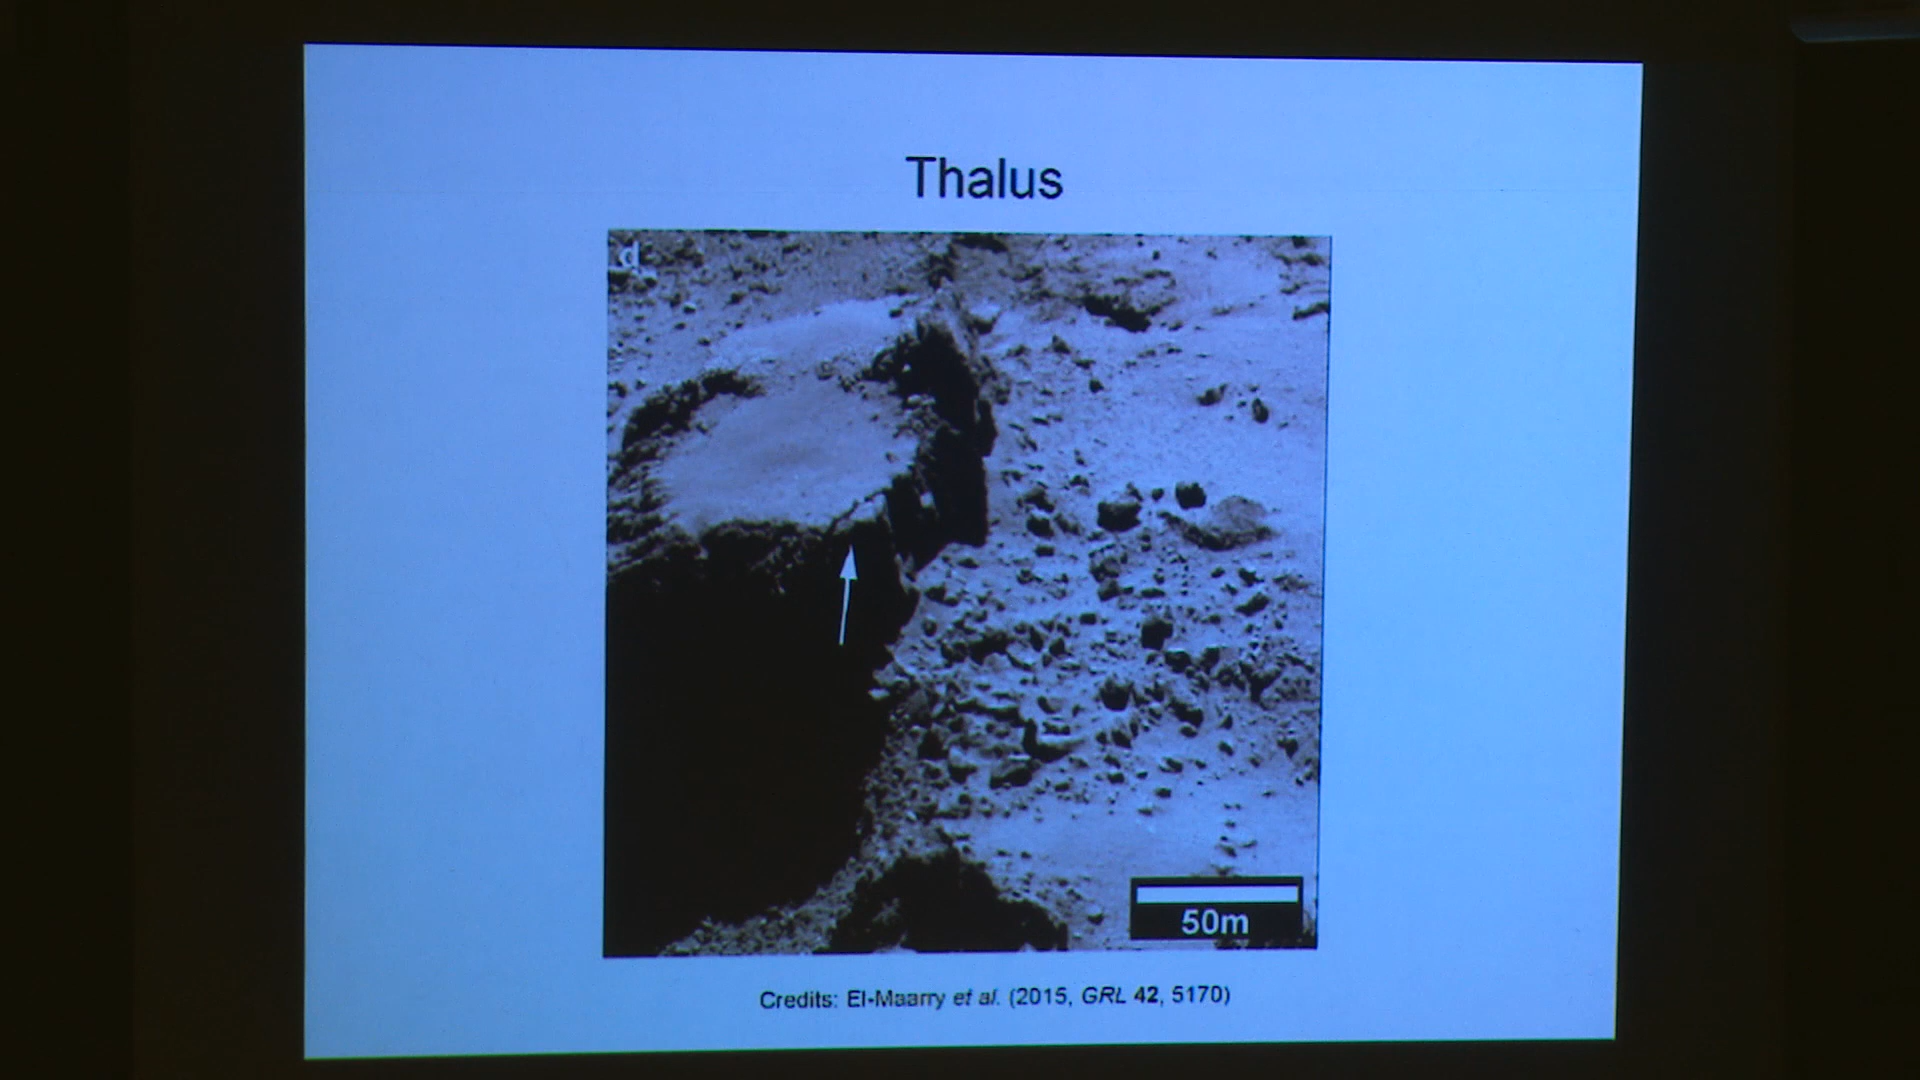 Thalus
d
50m
Credits: El-Maarry et al. (2015, GRL 42, 5170)